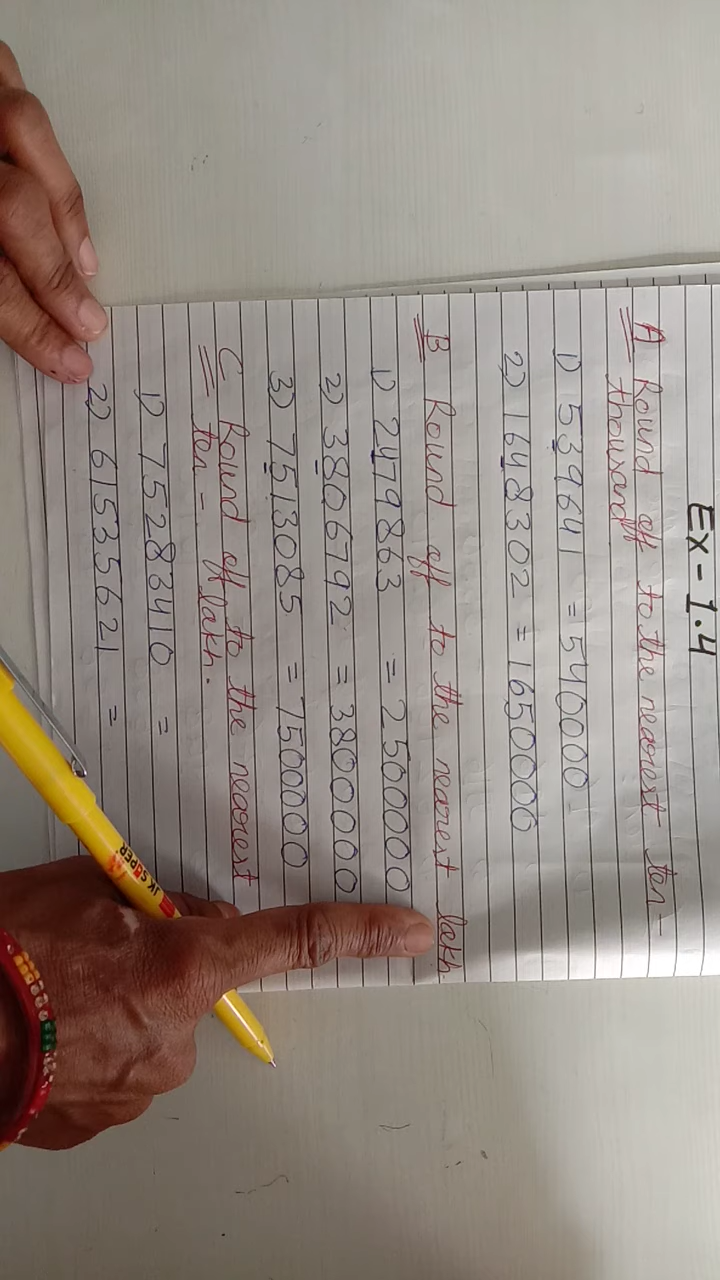 Ex - 1.4
A Round off to the nearest ten-
thousand
1) 539641 = 540000
2) 1648302 = 1650000
B Round off to the nearest lakh.
1) 2479863 = 2500000
2) 3806792 = 3800000
3) 7513085 = 7500000
C Round off to the nearest
ten - lakh.
1) 75283410 =
2) 61535621 =
JK SUPER